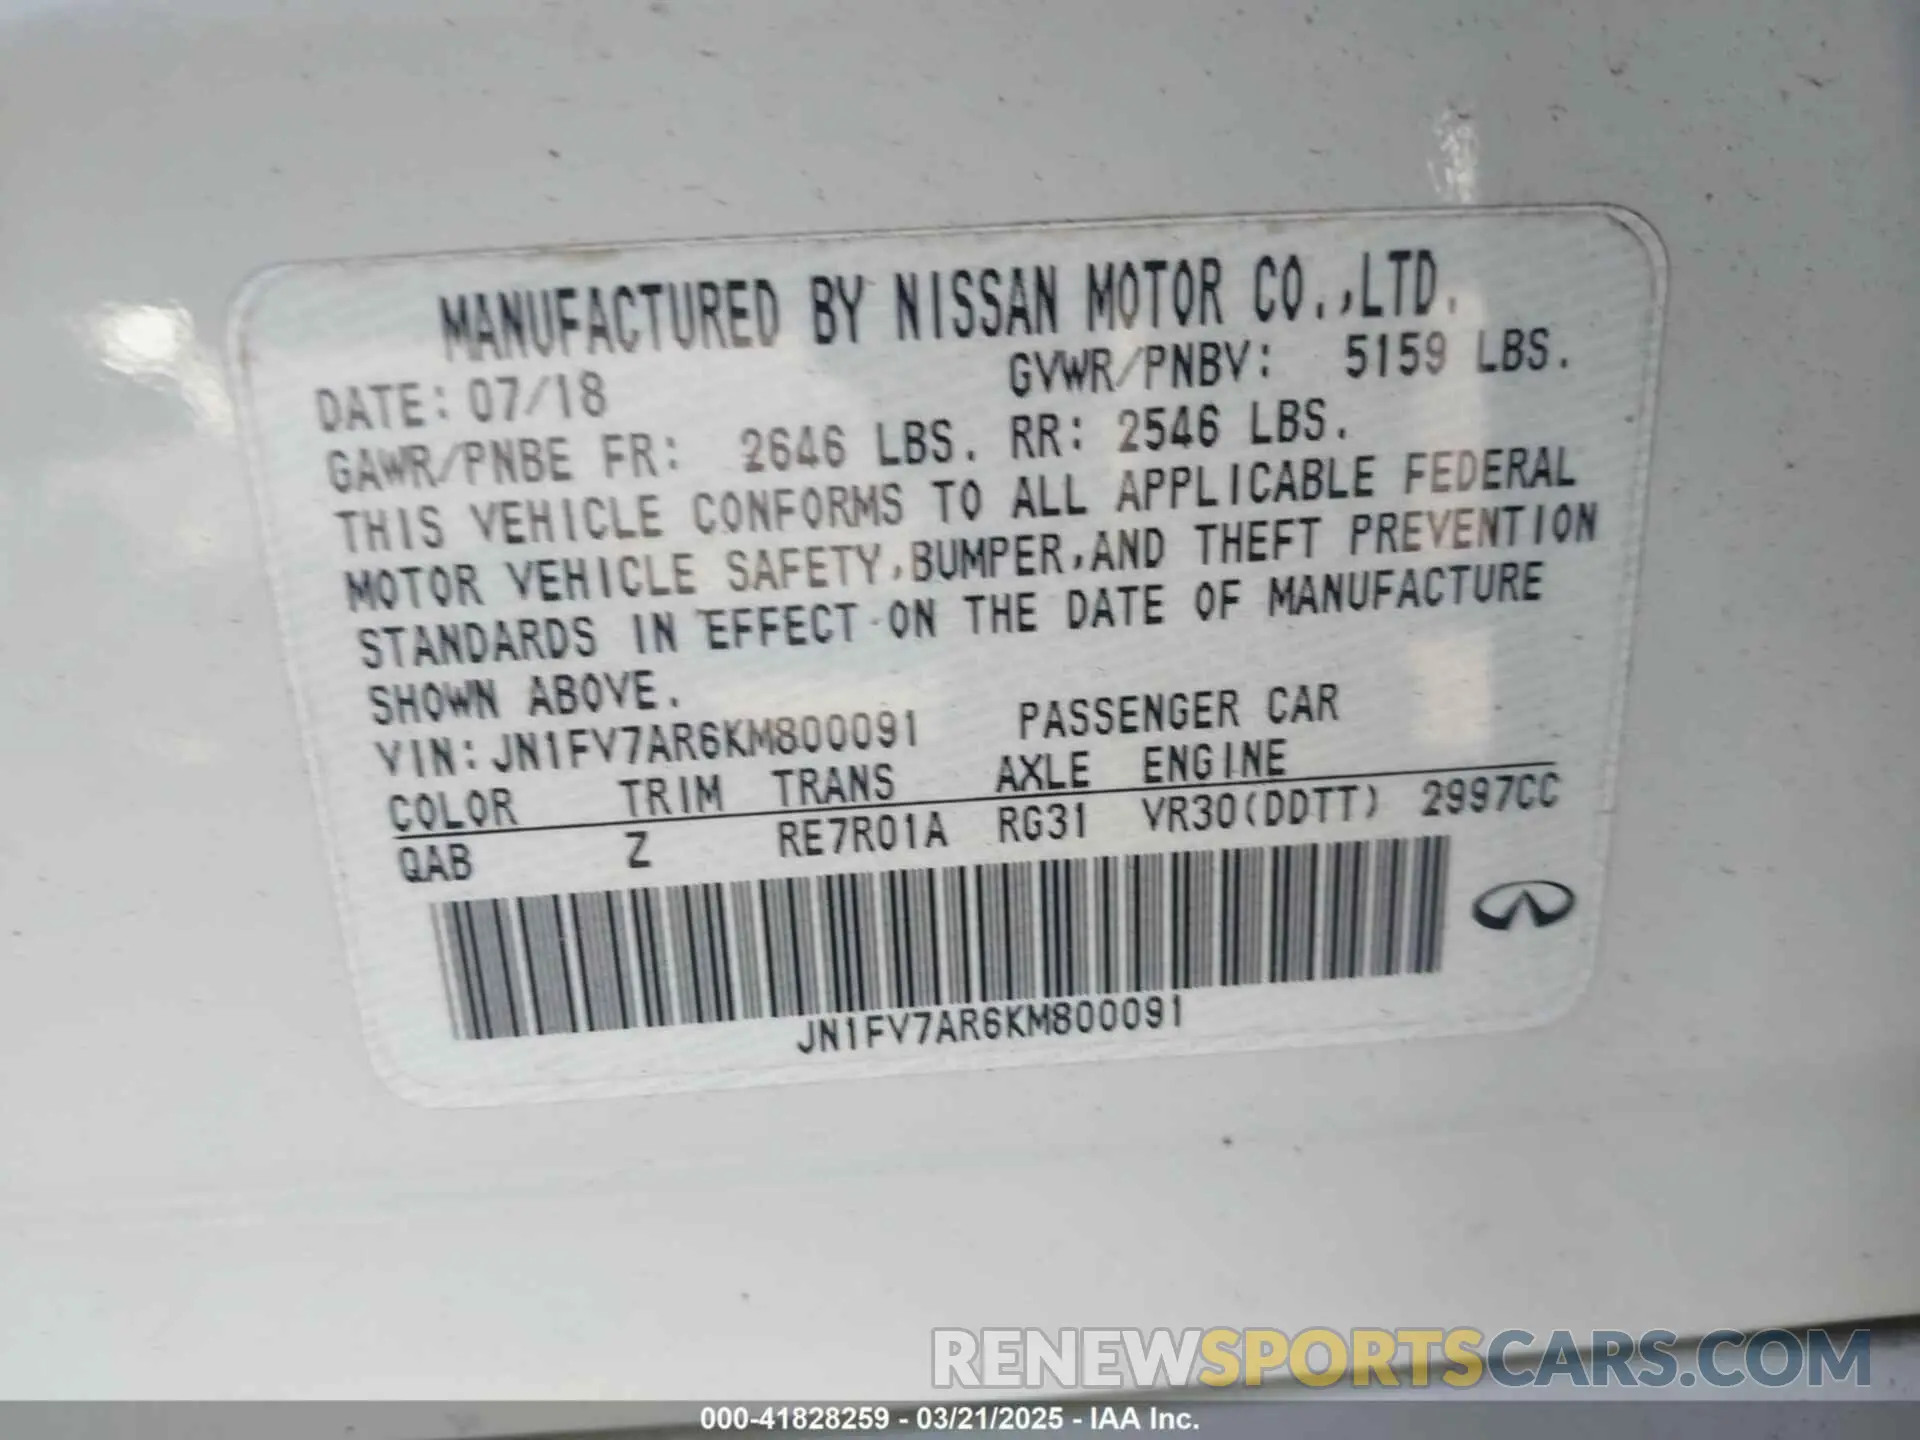 MANUFACTURED BY NISSAN MOTOR CO.,LTD.
DATE: 07/18 GVWR/PNBV: 5159 LBS.
GAWR/PNBE FR: 2646 LBS. RR: 2546 LBS.
THIS VEHICLE CONFORMS TO ALL APPLICABLE FEDERAL
MOTOR VEHICLE SAFETY,BUMPER,AND THEFT PREVENTION
STANDARDS IN EFFECT ON THE DATE OF MANUFACTURE
SHOWN ABOVE.
VIN: JN1FV7AR6KM800091 PASSENGER CAR
COLOR TRIM TRANS AXLE ENGINE
QAB Z RE7R01A RG31 VR30(DDTT) 2997CC
JN1FV7AR6KM800091
RENEWSPORTSCARS.COM
000-41828259 - 03/21/2025 - IAA Inc.